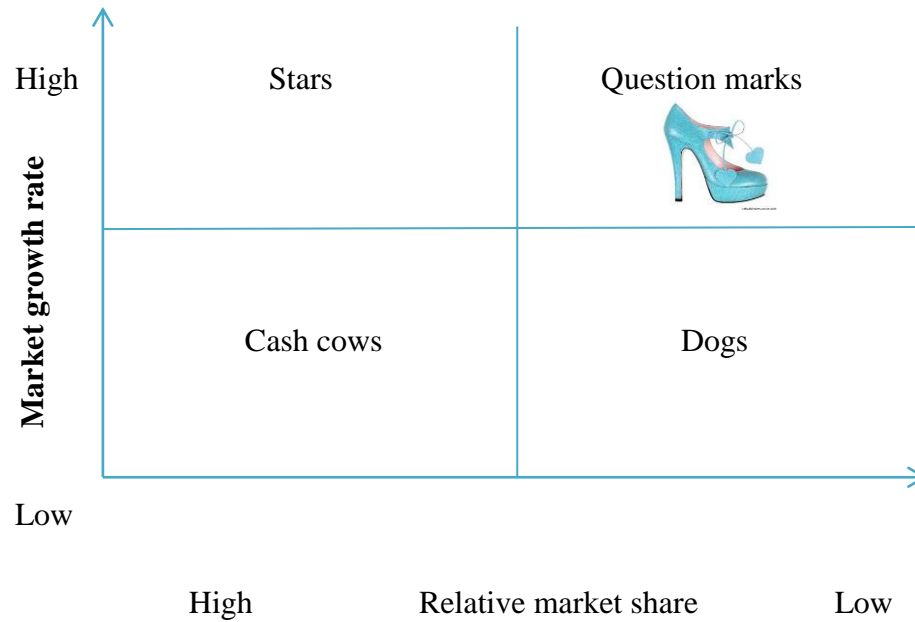 High
Stars
Question marks
Market growth rate
Cash cows
Dogs
Low
High
Relative market share
Low